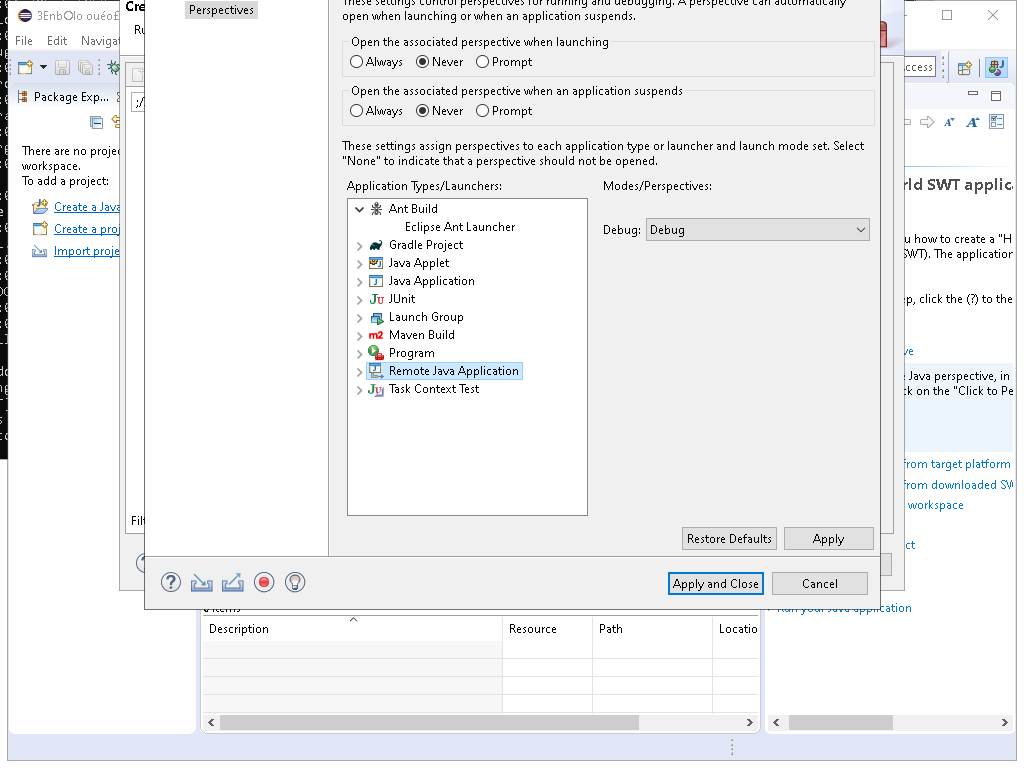 3EnbOlo ouéof
File Edit Navigat
Package Exp...
There are no proje
workspace.
To add a project:
Create a Java
Create a proj
Import proje
Cre
Ru
Filt
Perspectives
These settings control perspectives for running and debugging. A perspective can automatically
open when launching or when an application suspends.
Open the associated perspective when launching
Always Never Prompt
Open the associated perspective when an application suspends
Always Never Prompt
These settings assign perspectives to each application type or launcher and launch mode set. Select
"None" to indicate that a perspective should not be opened.
Application Types/Launchers:
Modes/Perspectives:
Ant Build
Eclipse Ant Launcher
Gradle Project
Java Applet
Java Application
JUnit
Launch Group
Maven Build
Program
Remote Java Application
Task Context Test
Debug: Debug
Restore Defaults Apply
Apply and Close Cancel
ccess
rld SWT applic
u how to create a "H
SWT). The application
ep, click the (?) to the
ve
e Java perspective, in
ck on the "Click to Pe
from target platform
from downloaded SW
workspace
ct
Run your Java application
items
Description Resource Path Locatio